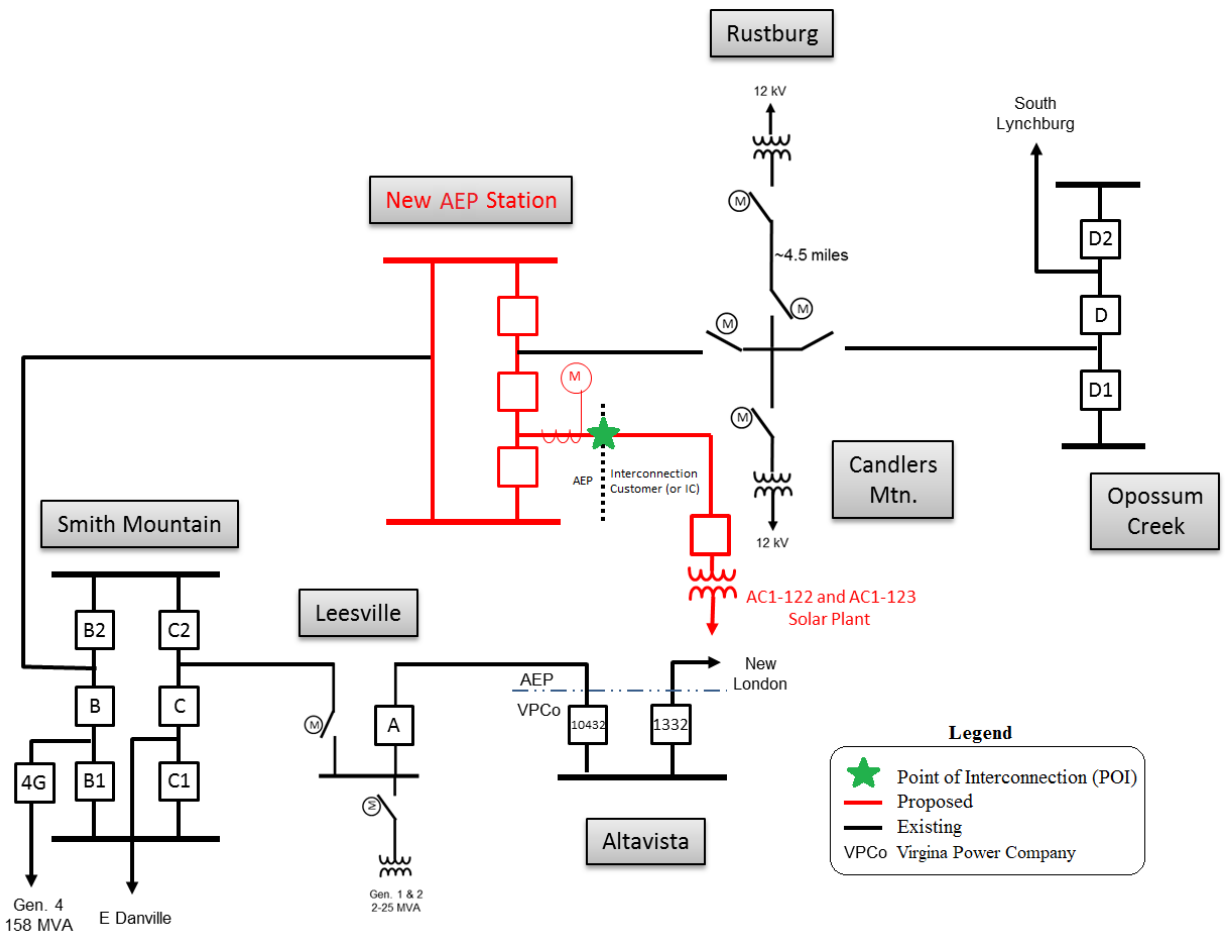 Rustburg
12 kV
South
Lynchburg
New AEP Station
M
D2
~4.5 miles
M
D
M
M
D1
M
AEP
Interconnection
Customer (or IC)
Candlers
Mtn.
Opossum
Creek
Smith Mountain
12 kV
AC1-122 and AC1-123
Solar Plant
Leesville
B2
C2
New
London
AEP
VPCo
B
C
M
A
10432
1332
4G
B1
C1
M
Altavista
Gen. 4
158 MVA
E Danville
Gen. 1 & 2
2-25 MVA
Legend
Point of Interconnection (POI)
Proposed
Existing
VPCo Virgina Power Company